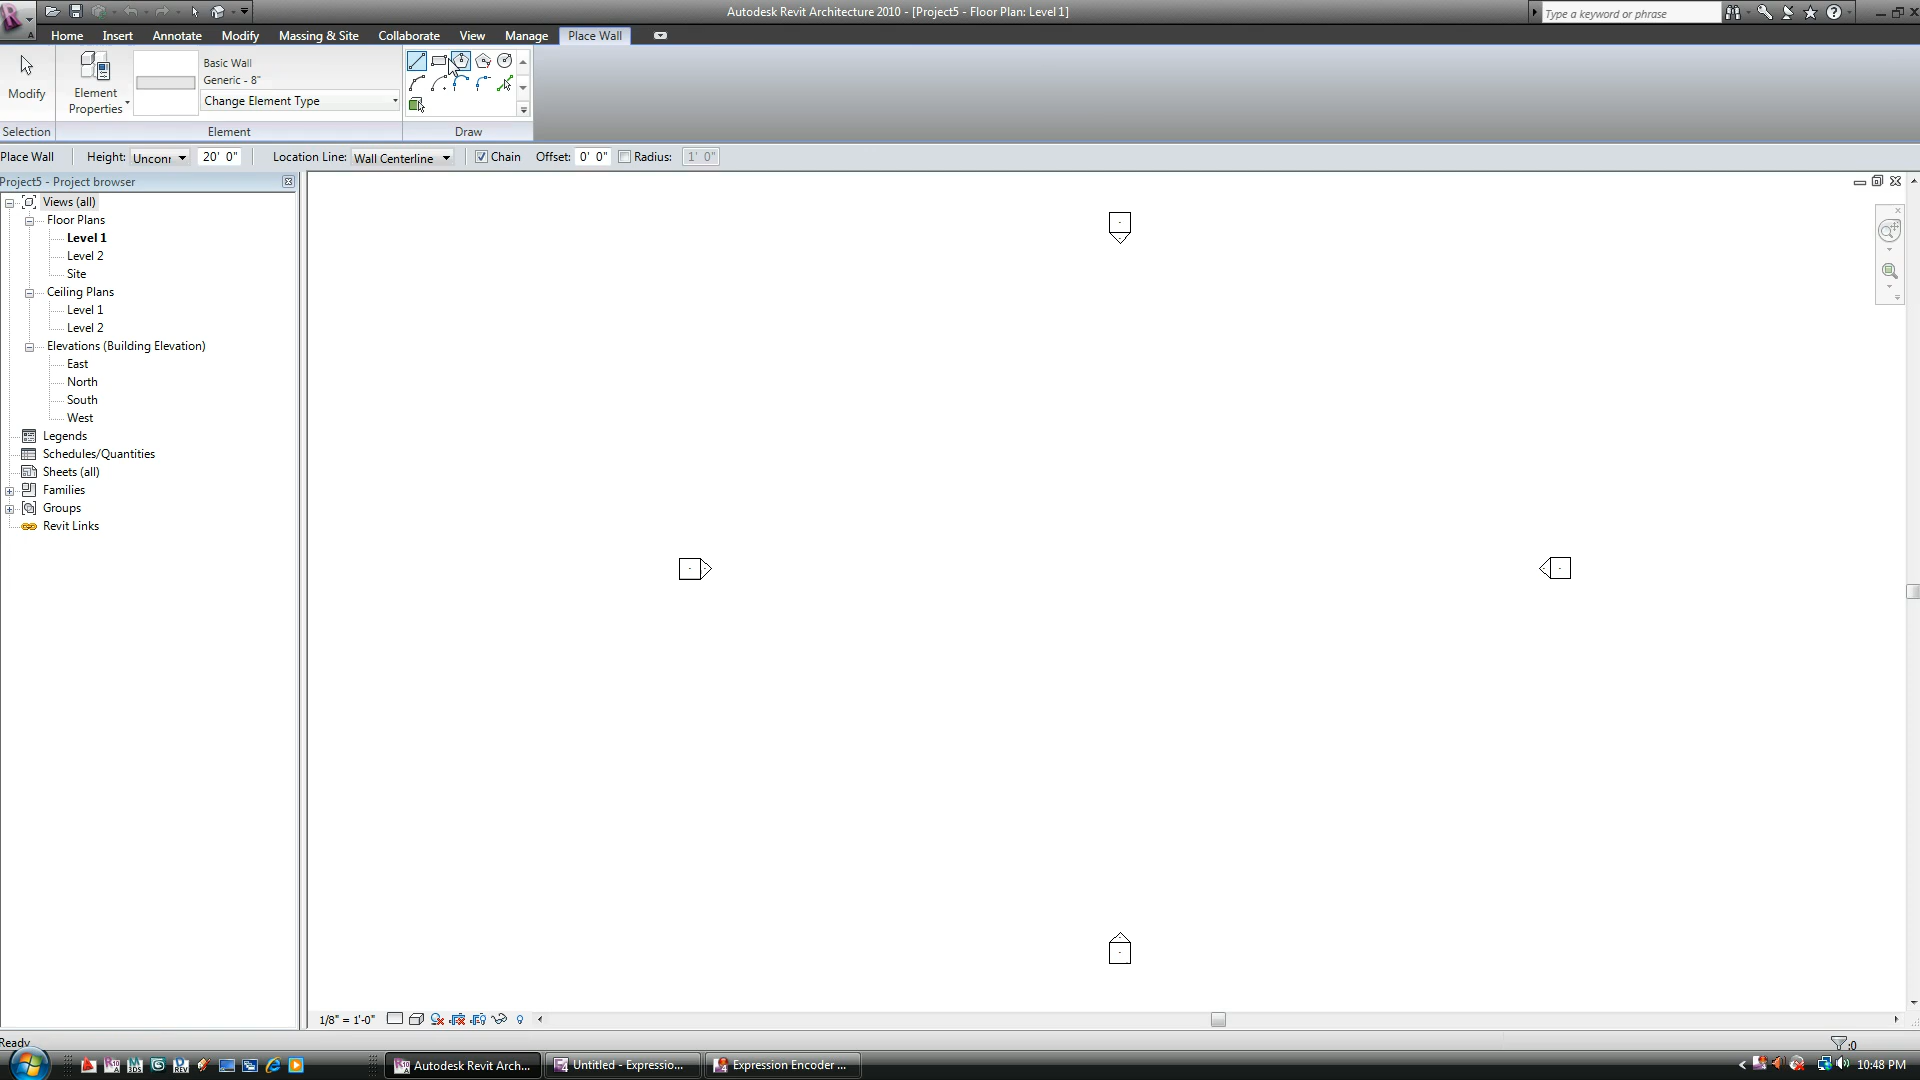 Autodesk Revit Architecture 2010 - [Project5 - Floor Plan: Level 1]
Type a keyword or phrase
Home Insert Annotate Modify Massing & Site Collaborate View Manage Place Wall
Modify
Element
Properties
Basic Wall
Generic - 8"
Change Element Type
Selection Element Draw
Place Wall Height: Unconr 20' 0" Location Line: Wall Centerline Chain Offset: 0' 0" Radius: 1' 0"
Project5 - Project browser
Views (all)
Floor Plans
Level 1
Level 2
Site
Ceiling Plans
Level 1
Level 2
Elevations (Building Elevation)
East
North
South
West
Legends
Schedules/Quantities
Sheets (all)
Families
Groups
Revit Links
1/8" = 1'-0"
Ready
:0
Autodesk Revit Arch... Untitled - Expressio... Expression Encoder ...
10:48 PM